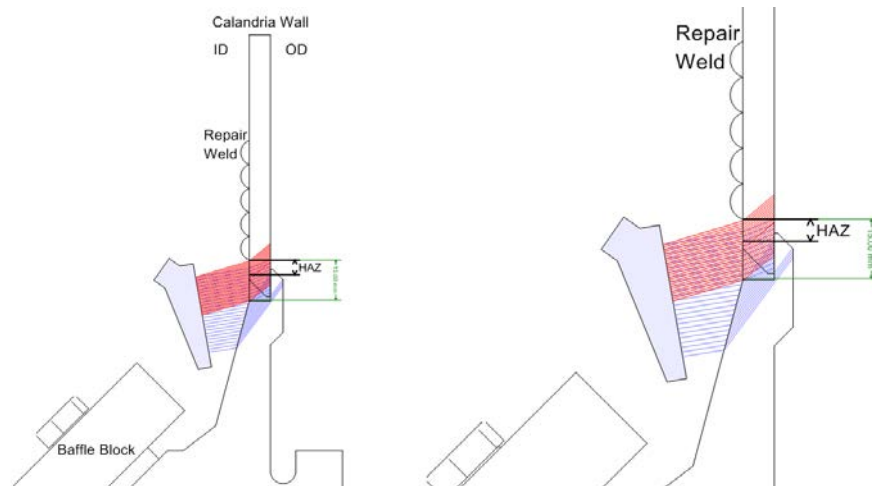 Calandria Wall
ID OD
Repair
Weld
HAZ
Baffle Block
Repair
Weld
HAZ